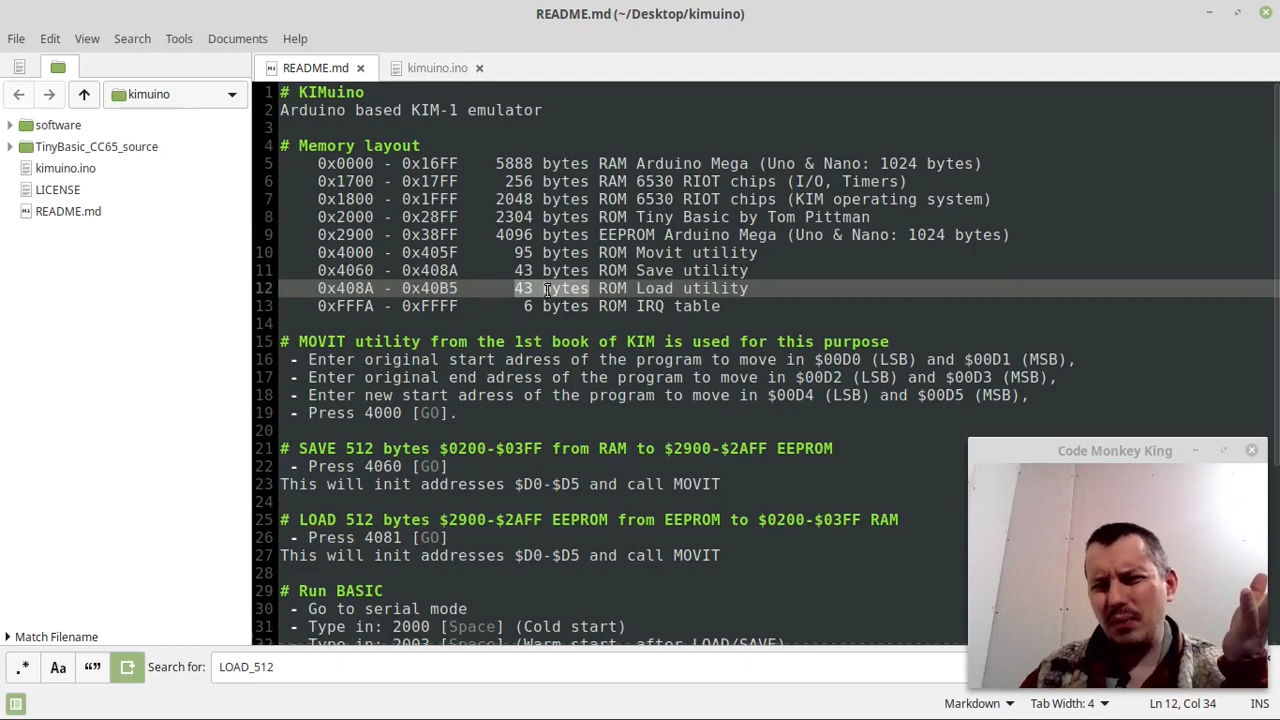 README.md (~/Desktop/kimuino)
File Edit View Search Tools Documents Help
README.md kimuino.ino
kimuino
software
TinyBasic_CC65_source
kimuino.ino
LICENSE
README.md
1 # KIMuino
2 Arduino based KIM-1 emulator
3
4 # Memory layout
5 0x0000 - 0x16FF 5888 bytes RAM Arduino Mega (Uno & Nano: 1024 bytes)
6 0x1700 - 0x17FF 256 bytes RAM 6530 RIOT chips (I/O, Timers)
7 0x1800 - 0x1FFF 2048 bytes ROM 6530 RIOT chips (KIM operating system)
8 0x2000 - 0x28FF 2304 bytes ROM Tiny Basic by Tom Pittman
9 0x2900 - 0x38FF 4096 bytes EEPROM Arduino Mega (Uno & Nano: 1024 bytes)
10 0x4000 - 0x405F 95 bytes ROM Movit utility
11 0x4060 - 0x408A 43 bytes ROM Save utility
12 0x408A - 0x40B5 43 bytes ROM Load utility
13 0xFFFA - 0xFFFF 6 bytes ROM IRQ table
14
15 # MOVIT utility from the 1st book of KIM is used for this purpose
16 - Enter original start adress of the program to move in $00D0 (LSB) and $00D1 (MSB),
17 - Enter original end adress of the program to move in $00D2 (LSB) and $00D3 (MSB),
18 - Enter new start adress of the program to move in $00D4 (LSB) and $00D5 (MSB),
19 - Press 4000 [GO].
20
21 # SAVE 512 bytes $0200-$03FF from RAM to $2900-$2AFF EEPROM
22 - Press 4060 [GO]
23 This will init addresses $D0-$D5 and call MOVIT
24
25 # LOAD 512 bytes $2900-$2AFF EEPROM from EEPROM to $0200-$03FF RAM
26 - Press 4081 [GO]
27 This will init addresses $D0-$D5 and call MOVIT
28
29 # Run BASIC
30 - Go to serial mode
31 - Type in: 2000 [Space] (Cold start)
32 - Type in: 2003 [Space] (Warm start, after LOAD/SAVE)
Code Monkey King
Match Filename
.* Aa “” Search for: LOAD_512
Markdown Tab Width: 4 Ln 12, Col 34 INS